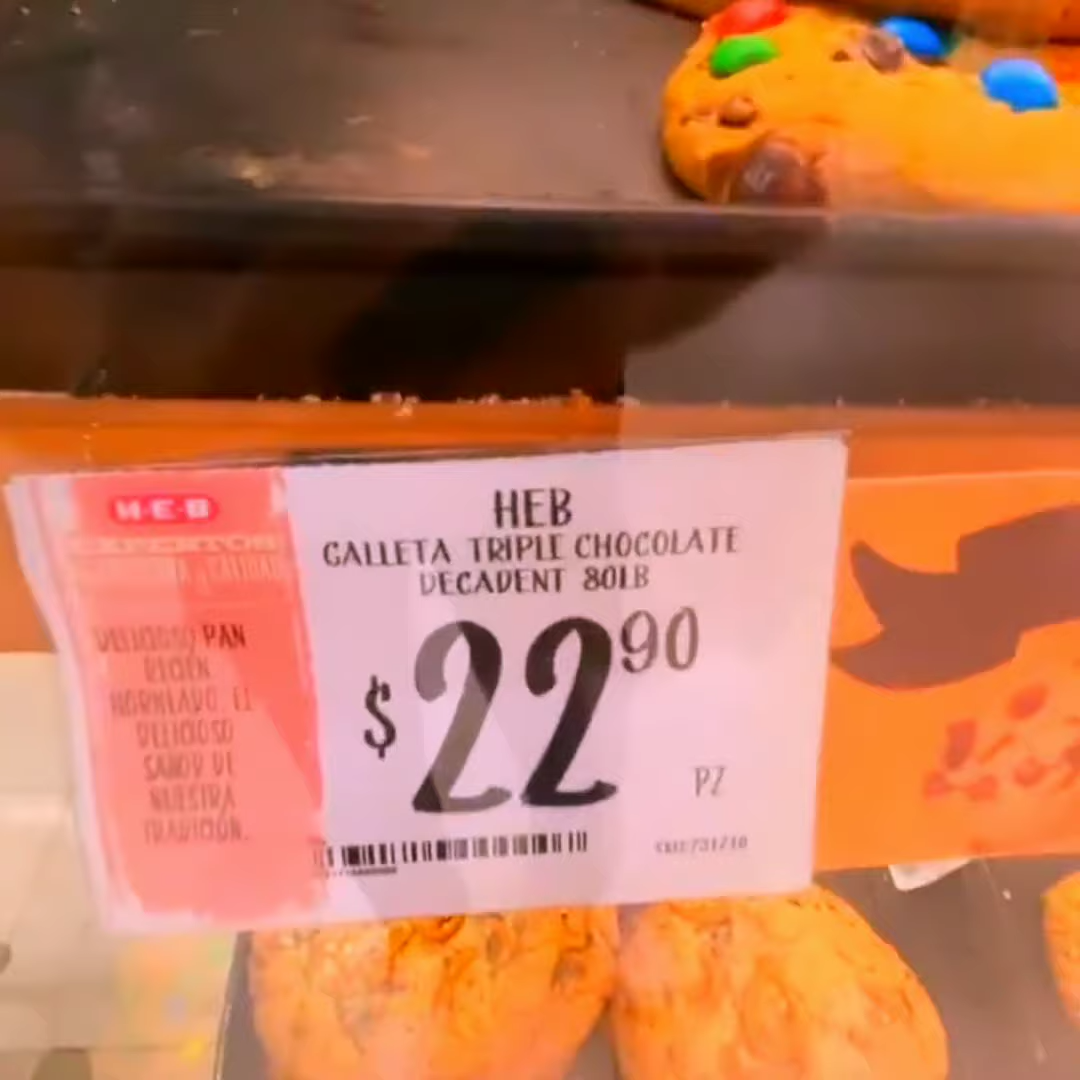 H-E-B
DELICIOSO PAN
RECIÉN
HORNEADO, EL
DELICIOSO
SABOR DE
NUESTRA
TRADICIÓN.
HEB
GALLETA TRIPLE CHOCOLATE
DECADENT 80LB
$22 90
PZ